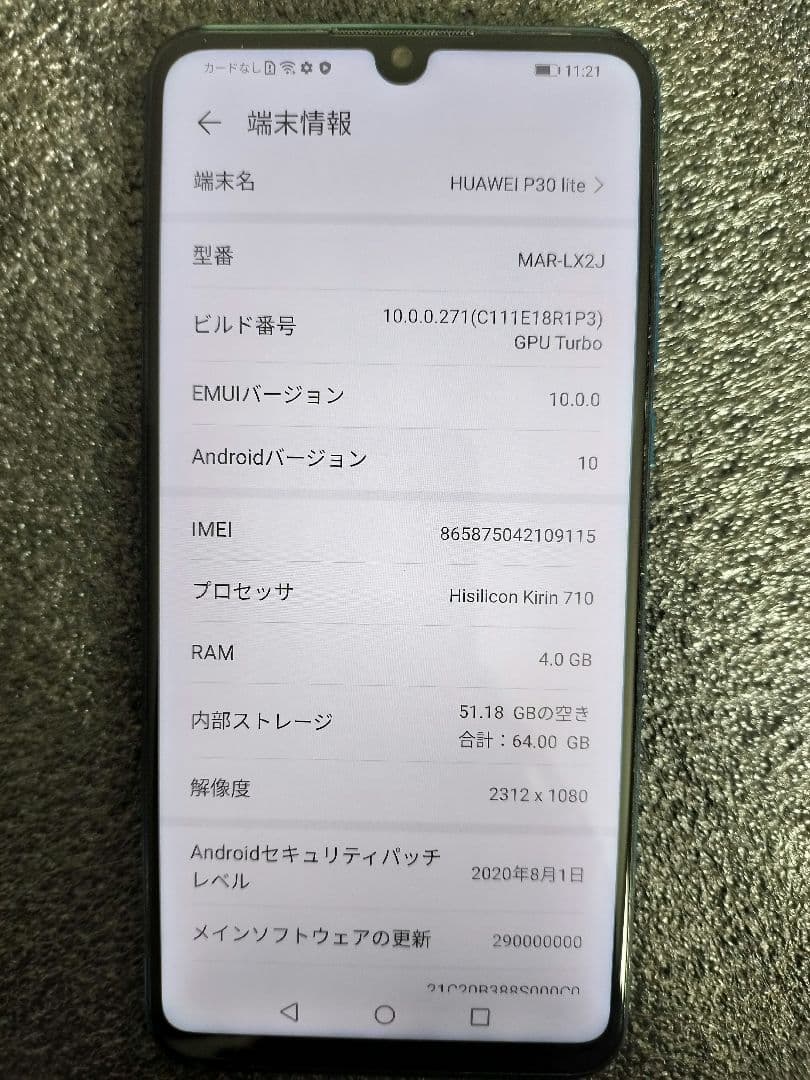 カードなし 11:21
← 端末情報
端末名 HUAWEI P30 lite >
型番 MAR-LX2J
ビルド番号 10.0.0.271(C111E18R1P3)
GPU Turbo
EMUIバージョン 10.0.0
Androidバージョン 10
IMEI 865875042109115
プロセッサ Hisilicon Kirin 710
RAM 4.0 GB
内部ストレージ 51.18 GBの空き
合計：64.00 GB
解像度 2312 x 1080
Androidセキュリティパッチ
レベル 2020年8月1日
メインソフトウェアの更新 290000000